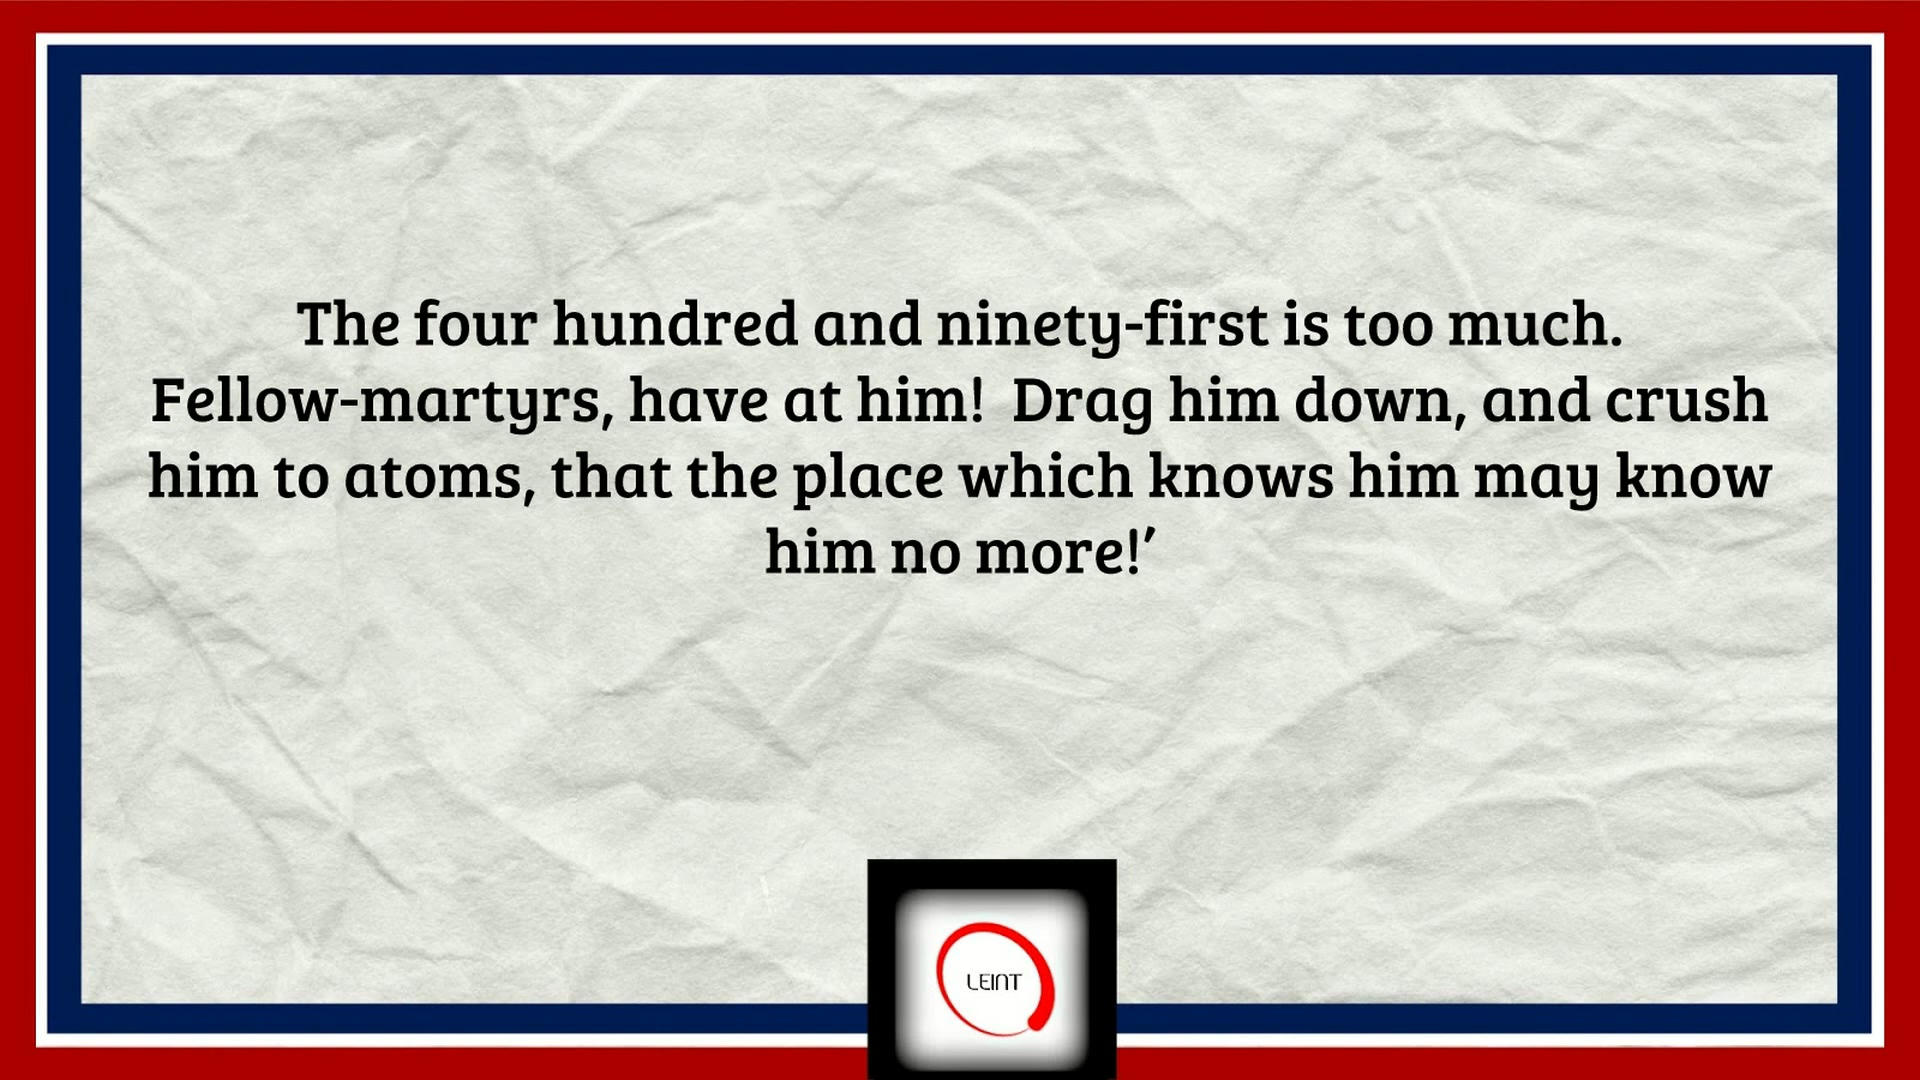 The four hundred and ninety-first is too much.
Fellow-martyrs, have at him!  Drag him down, and crush
him to atoms, that the place which knows him may know
him no more!’
LEINT